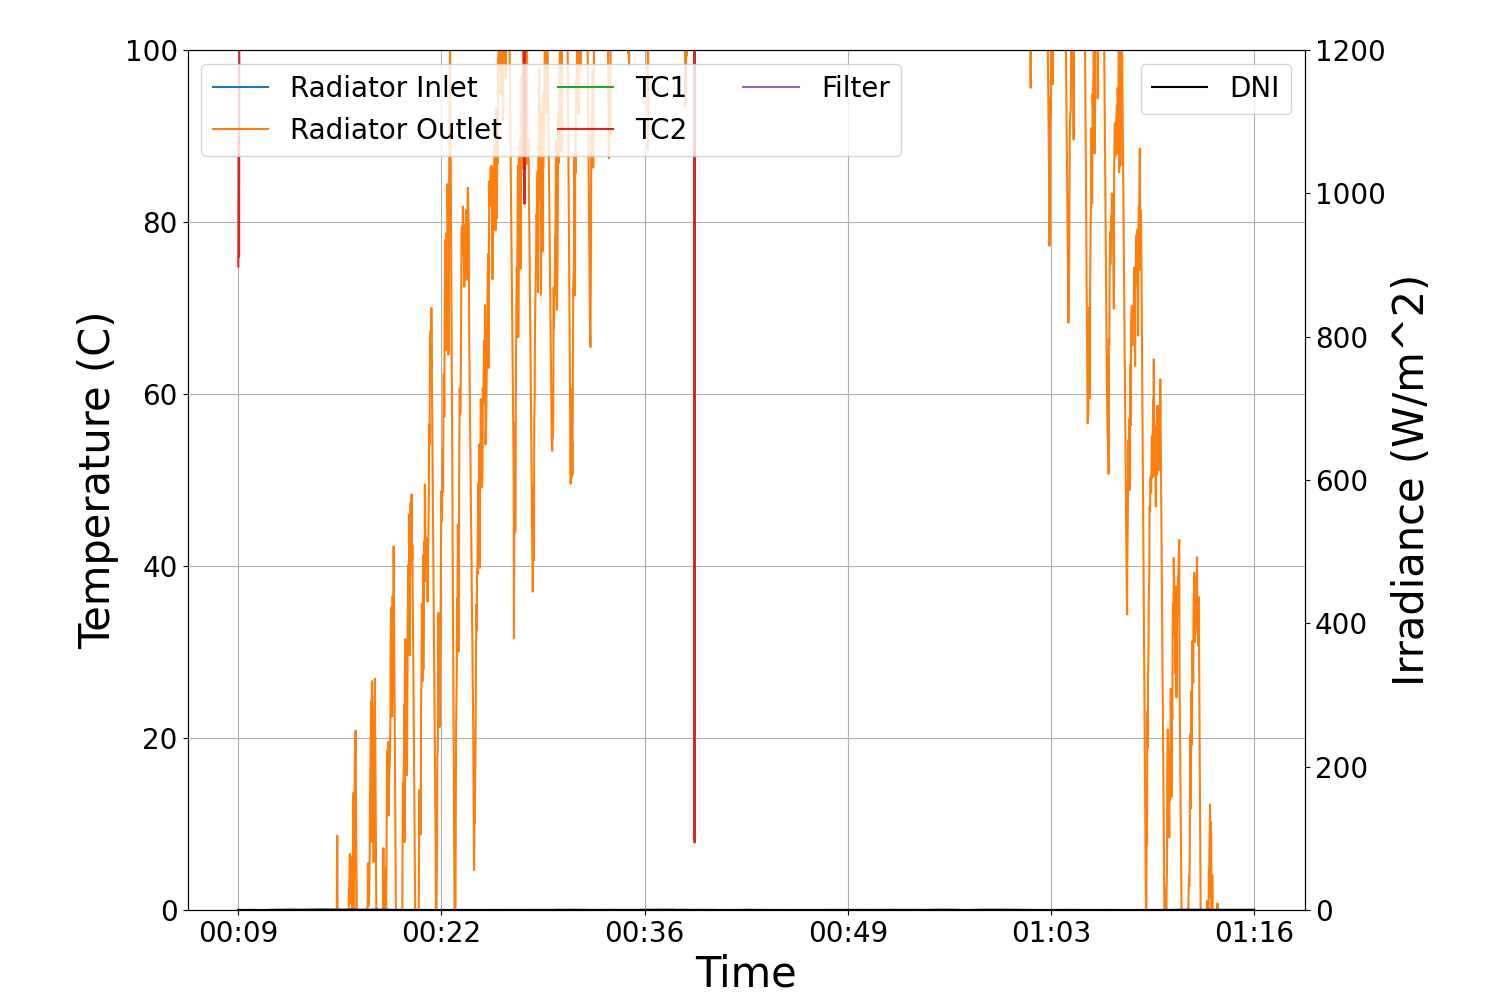 100
80
60
40
20
0
Temperature (C)
Radiator Inlet
Radiator Outlet
TC1
TC2
Filter
DNI
1200
1000
800
600
400
200
0
Irradiance (W/m^2)
00:09 00:22 00:36 00:49 01:03 01:16
Time